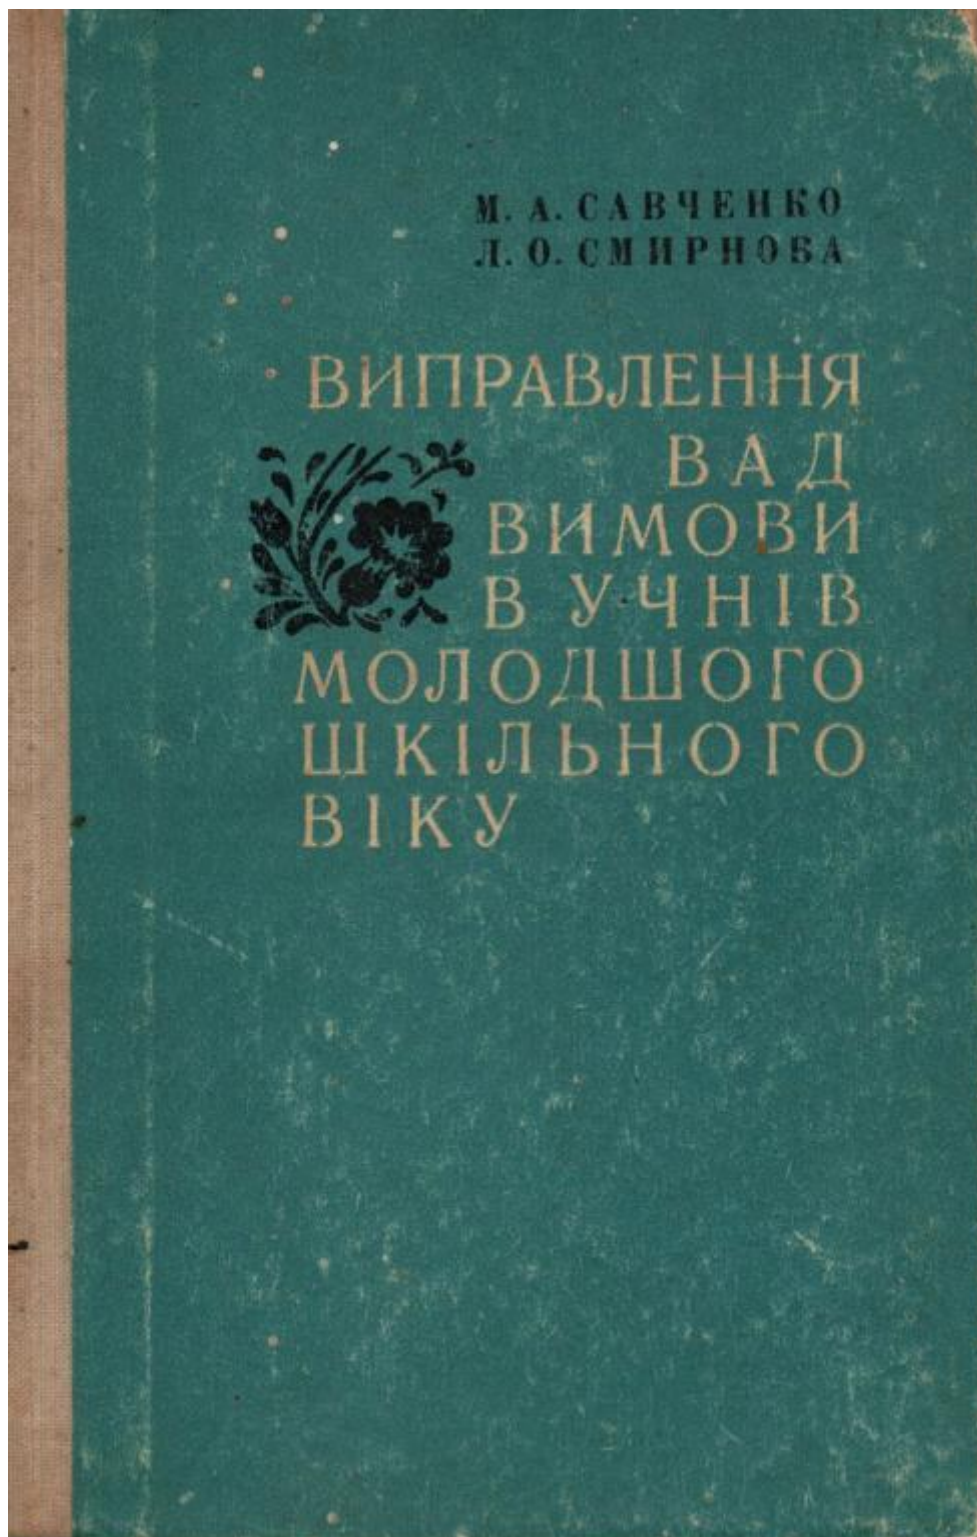 М. А. САВЧЕНКО
Л. О. СМИРНОВА
ВИПРАВЛЕННЯ
ВАД
ВИМОВИ
В УЧНІВ
МОЛОДШОГО
ШКІЛЬНОГО
ВІКУ